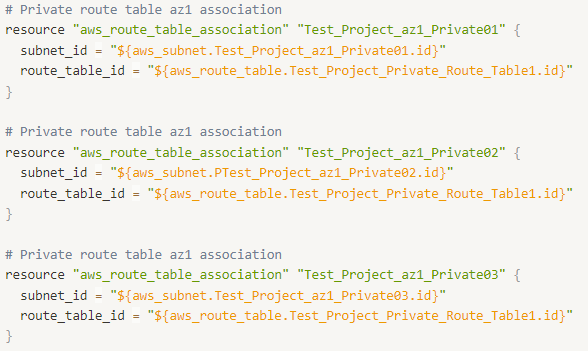 # Private route table az1 association
resource "aws_route_table_association" "Test_Project_az1_Private01" {
  subnet_id = "${aws_subnet.Test_Project_az1_Private01.id}"
  route_table_id = "${aws_route_table.Test_Project_Private_Route_Table1.id}"
}

# Private route table az1 association
resource "aws_route_table_association" "Test_Project_az1_Private02" {
  subnet_id = "${aws_subnet.PTest_Project_az1_Private02.id}"
  route_table_id = "${aws_route_table.Test_Project_Private_Route_Table1.id}"
}

# Private route table az1 association
resource "aws_route_table_association" "Test_Project_az1_Private03" {
  subnet_id = "${aws_subnet.Test_Project_az1_Private03.id}"
  route_table_id = "${aws_route_table.Test_Project_Private_Route_Table1.id}"
}